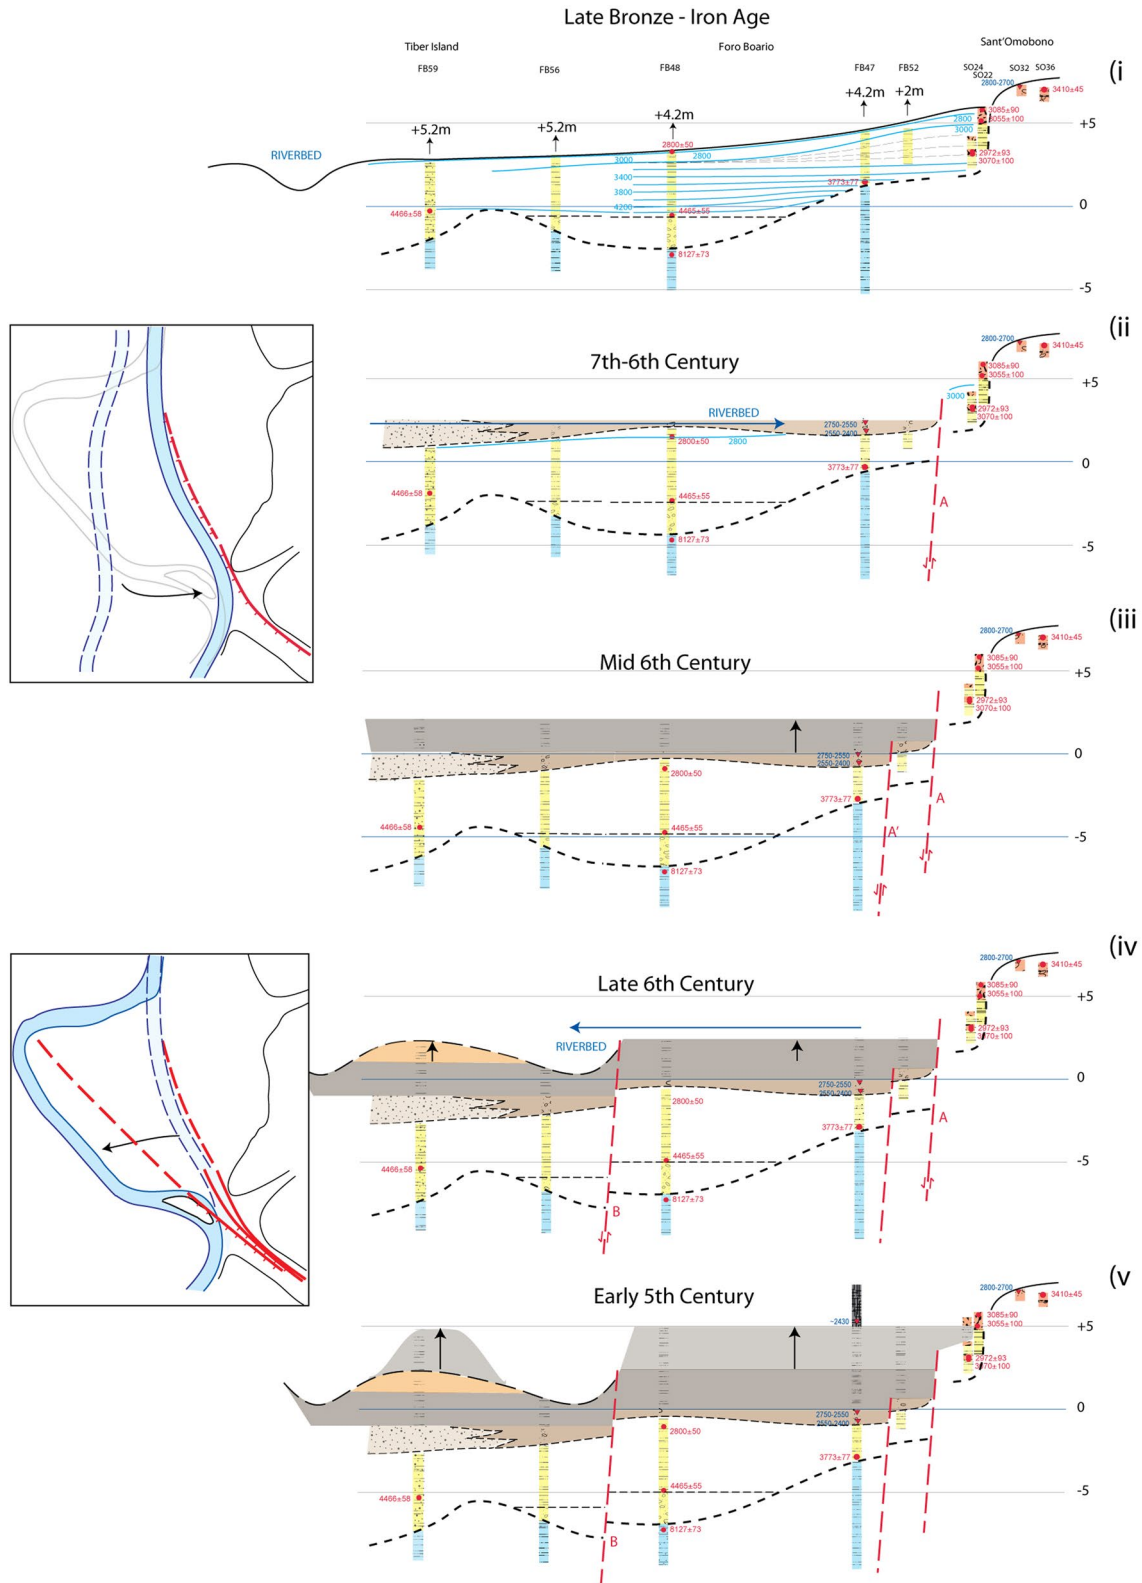 Late Bronze - Iron Age
Tiber Island
Foro Boario
Sant'Omobono
FB59
FB56
FB48
FB47
FB52
SO24
SO22
SO32
SO36
(i
2800-2700
3410±45
+5.2m
+5.2m
+4.2m
+4.2m
+2m
3085±90
3055±100
2800
3000
+5
RIVERBED
2800±50
3000
2800
2972±93
3070±100
3400
3773±77
3800
4200
0
4466±58
4465±55
8127±73
-5
(ii
7th-6th Century
2800-2700
3410±45
3085±90
3055±100
+5
3000
2972±93
3070±100
RIVERBED
2750-2550
2550-2400
2800±50
2800
3773±77
0
4466±58
4465±55
A
8127±73
-5
(iii
Mid 6th Century
2800-2700
3410±45
3085±90
3055±100
+5
2972±93
3070±100
2750-2550
2550-2400
0
2800±50
3773±77
A
4466±58
4465±55
A'
-5
8127±73
(iv
Late 6th Century
2800-2700
3410±45
3085±90
3055±100
+5
2972±93
3070±100
RIVERBED
2750-2550
2550-2400
0
2800±50
3773±77
A
4466±58
4465±55
-5
8127±73
B
(v
Early 5th Century
2800-2700
3410±45
~2430
3085±90
3055±100
+5
2972±93
3070±100
2750-2550
2550-2400
0
2800±50
3773±77
4466±58
4465±55
-5
8127±73
B